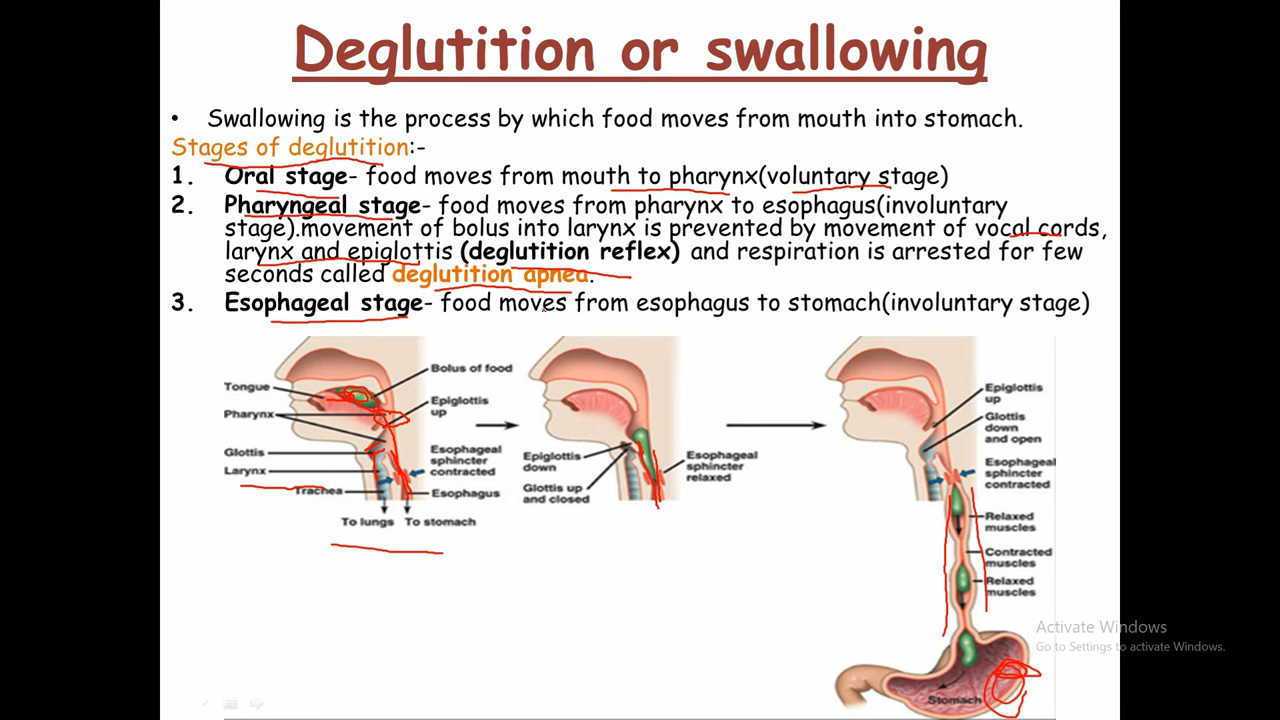 Deglutition or swallowing
• Swallowing is the process by which food moves from mouth into stomach.
Stages of deglutition:-
1. Oral stage- food moves from mouth to pharynx(voluntary stage)
2. Pharyngeal stage- food moves from pharynx to esophagus(involuntary
stage).movement of bolus into larynx is prevented by movement of vocal cords,
larynx and epiglottis (deglutition reflex) and respiration is arrested for few
seconds called deglutition apnea.
3. Esophageal stage- food moves from esophagus to stomach(involuntary stage)
Tongue
Pharynx
Glottis
Larynx
Trachea
Bolus of food
Epiglottis
up
Esophageal
sphincter
contracted
Esophagus
To lungs To stomach
Epiglottis
down
Glottis up
and closed
Esophageal
sphincter
relaxed
Epiglottis
up
Glottis
down
and open
Esophageal
sphincter
contracted
Relaxed
muscles
Contracted
muscles
Relaxed
muscles
Stomach
Activate Windows
Go to Settings to activate Windows.